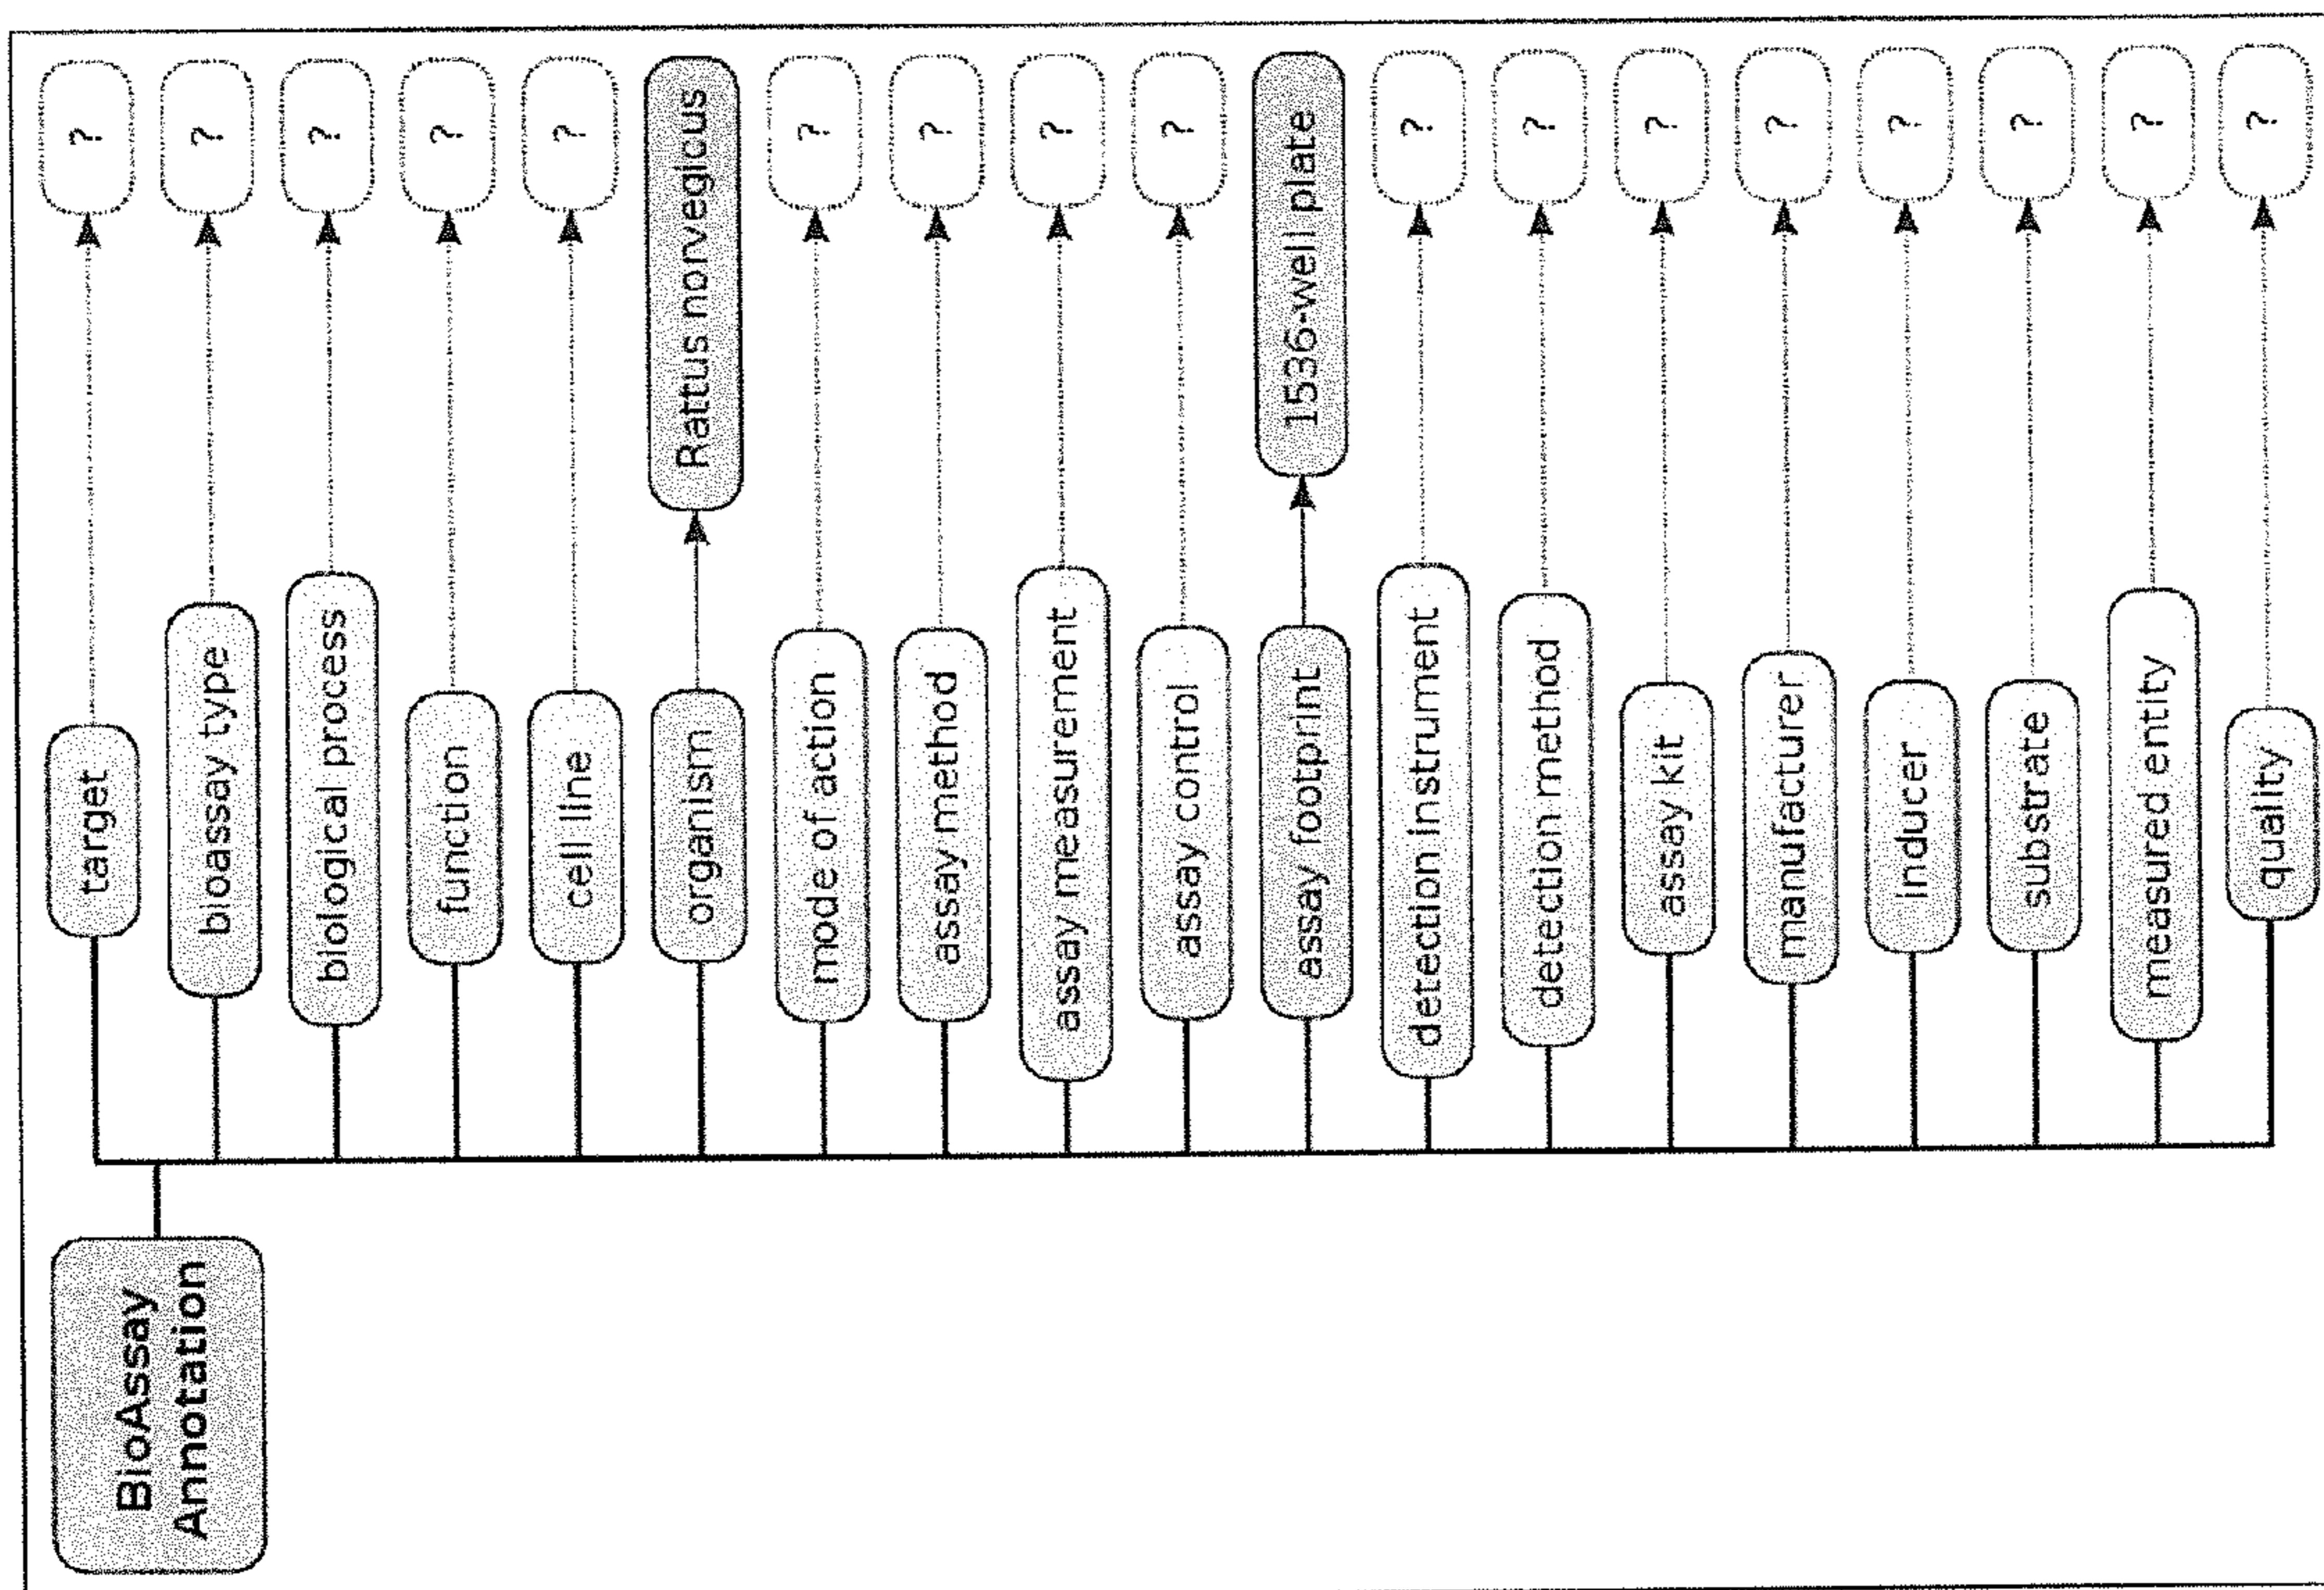 BioAssay
Annotation
target
?
bioassay type
?
biological process
?
function
?
cell line
?
organism
Rattus norvegicus
mode of action
?
assay method
?
assay measurement
?
assay control
?
assay footprint
1536-well plate
detection instrument
?
detection method
?
assay kit
?
manufacturer
?
inducer
?
substrate
?
measured entity
?
quality
?